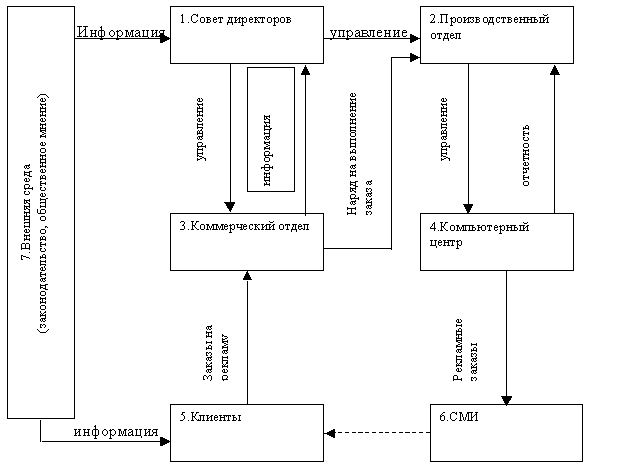 7.Внешняя среда
(законодательство, общественное мнение)
Информация
1.Совет директоров
управление
2.Производственный
отдел
управление
информация
Наряд на выполнение
заказа
управление
отчетность
3.Коммерческий отдел
4.Компьютерный
центр
Заказы на
рекламу
Рекламные
заказы
информация
5.Клиенты
6.СМИ